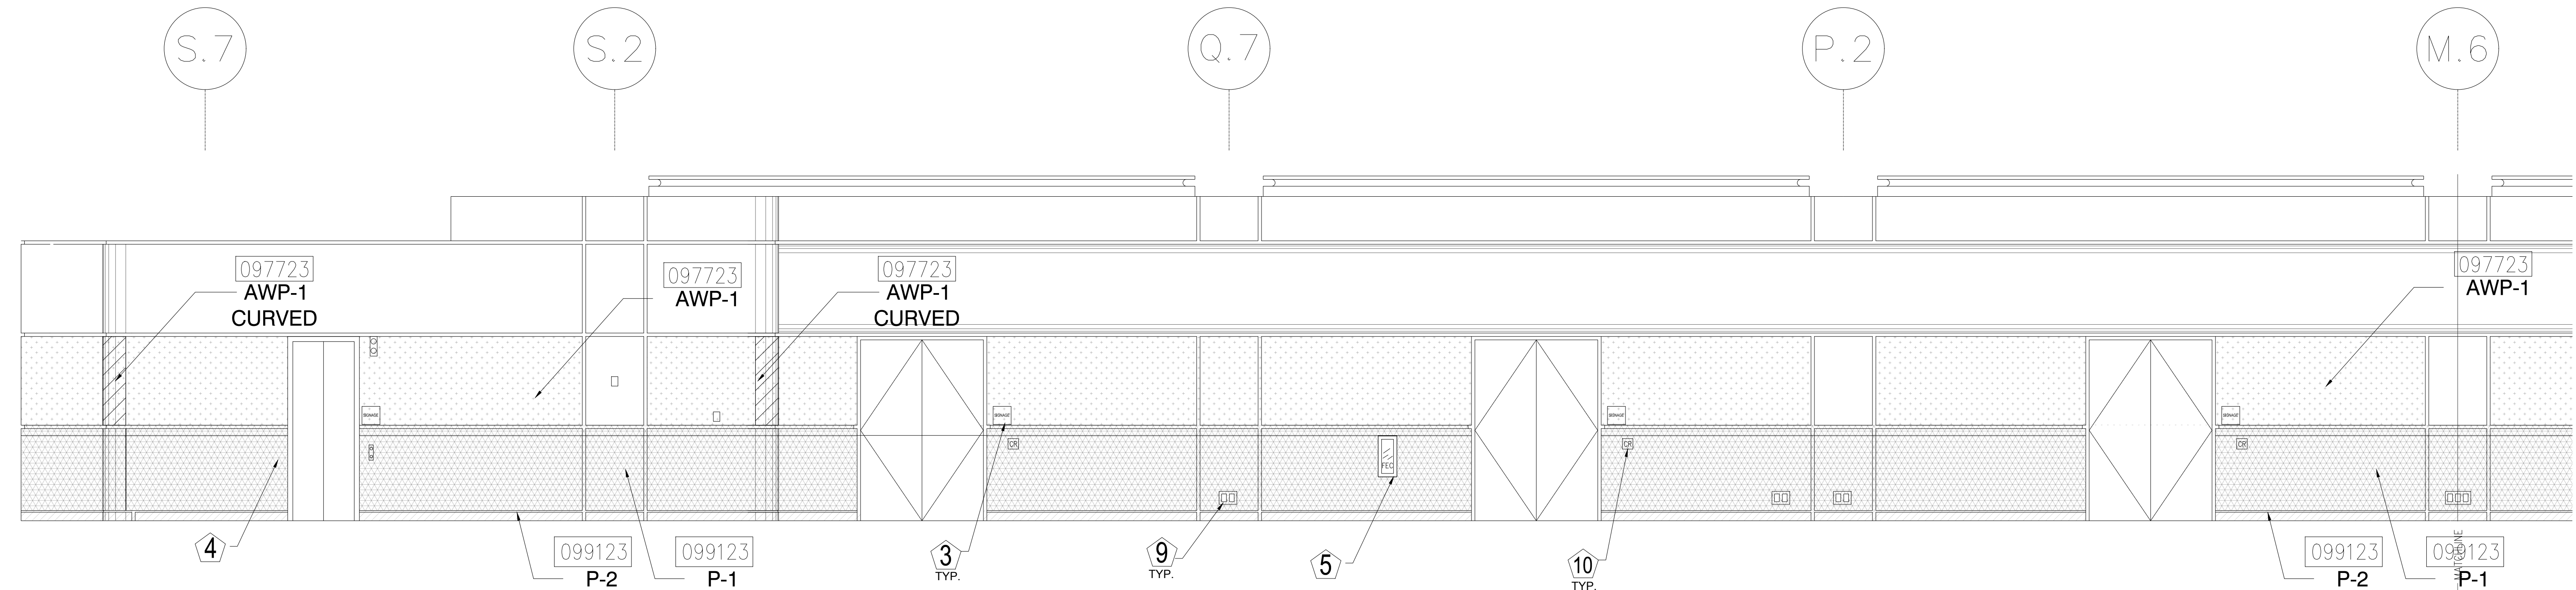 S.7
S.2
Q.7
P.2
M.6
097723
AWP-1
CURVED
097723
AWP-1
097723
AWP-1
CURVED
097723
AWP-1
SIGNAGE
SIGNAGE
SIGNAGE
SIGNAGE
CR
CR
CR
FEC
4
099123
P-2
099123
P-1
3
TYP.
9
TYP.
5
10
TYP.
099123
P-2
099123
P-1
MATCHLINE